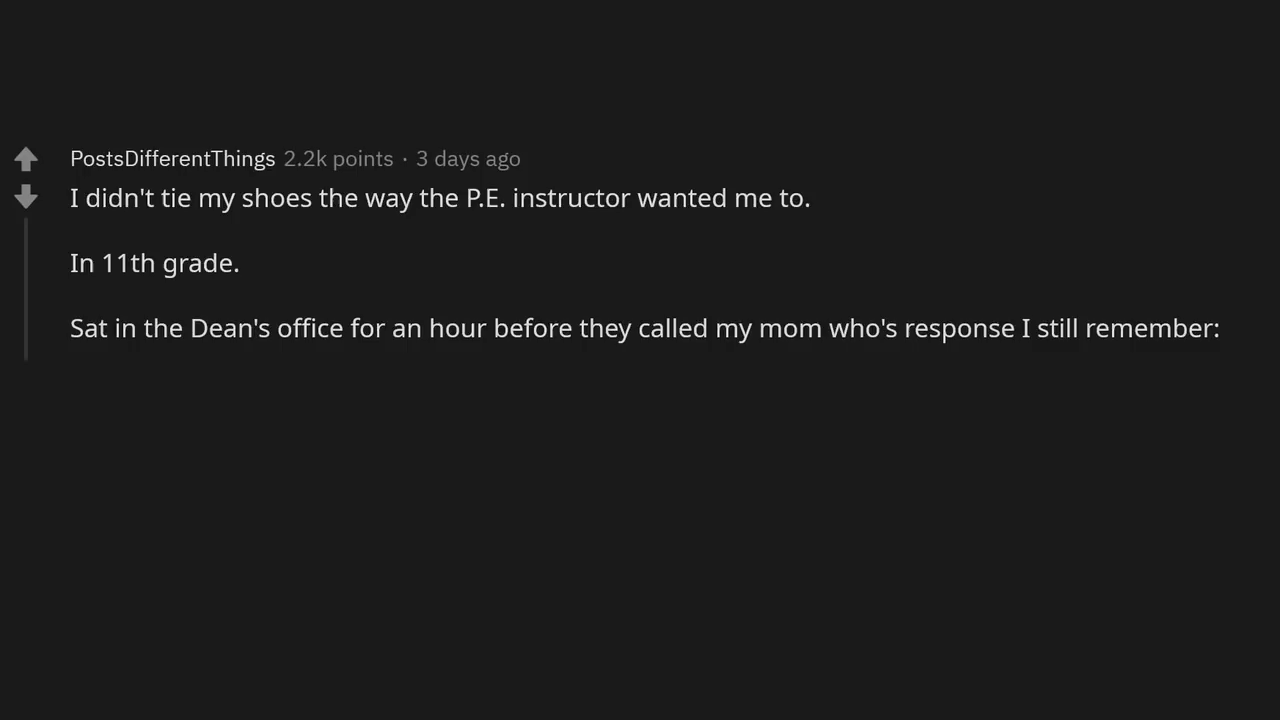 PostsDifferentThings 2.2k points · 3 days ago
I didn't tie my shoes the way the P.E. instructor wanted me to.
In 11th grade.
Sat in the Dean's office for an hour before they called my mom who's response I still remember: